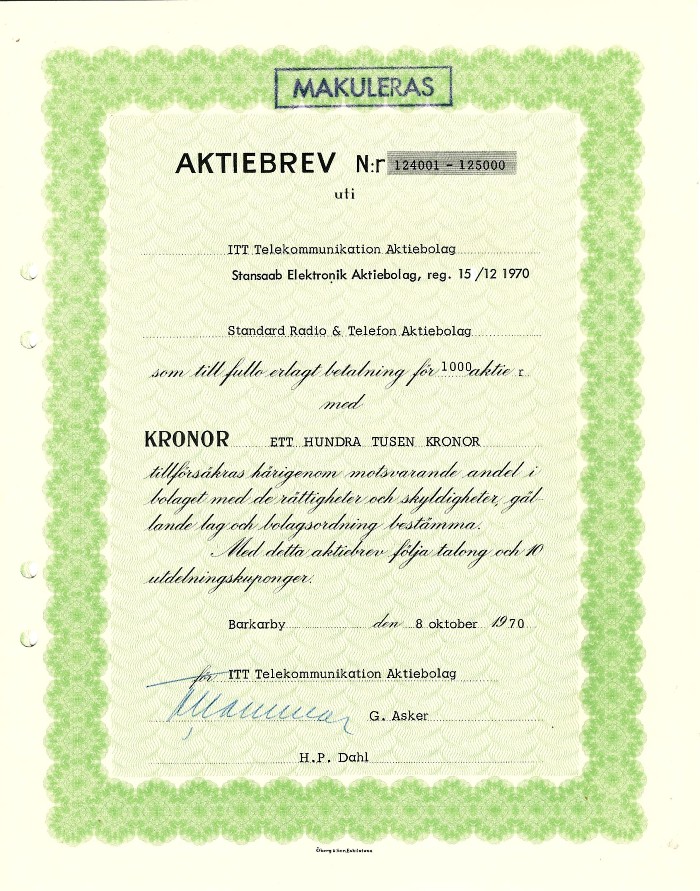 MAKULERAS
AKTIEBREV N:r 124001 - 125000
uti
ITT Telekommunikation Aktiebolag
Stansaab Elektronik Aktiebolag, reg. 15/12 1970
Standard Radio & Telefon Aktiebolag
som till fullo erlagt betalning för 1000 aktie r
med
KRONOR ETT HUNDRA TUSEN KRONOR
tillförsäkras härigenom motsvarande andel i
bolaget med de rättigheter och skyldigheter, gäl-
lande lag och bolagsordning bestämma.
Med detta aktiebrev följa talong och 10
utdelningskuponger.
Barkarby den 8 oktober 1970
för ITT Telekommunikation Aktiebolag
G. Asker
H.P. Dahl
Öberg & Son, Eskilstuna